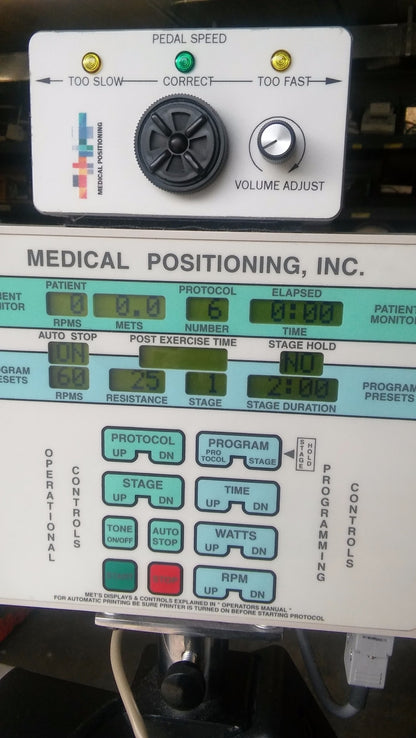 PEDAL SPEED
TOO SLOW CORRECT TOO FAST
MEDICAL POSITIONING
VOLUME ADJUST
MEDICAL POSITIONING, INC.
PATIENT PROTOCOL ELAPSED
0 0.0 6 0:00
RPMS METS NUMBER TIME
PATIENT
MONITOR
AUTO STOP POST EXERCISE TIME STAGE HOLD
ON NO
60 25 1 2:00
RPMS RESISTANCE STAGE STAGE DURATION
PROGRAM
PRESETS
OPERATIONAL
CONTROLS
PROTOCOL
UP DN
STAGE
UP DN
TONE
ON/OFF
AUTO
STOP
PROGRAM
PRO
TOCOL STAGE
STAGE
HOLD
TIME
UP DN
WATTS
UP DN
RPM
UP DN
PROGRAMMING
CONTROLS
MET'S DISPLAYS & CONTROLS EXPLAINED IN " OPERATORS MANUAL "
FOR AUTOMATIC PRINTING BE SURE PRINTER IS TURNED ON BEFORE STARTING PROTOCOL